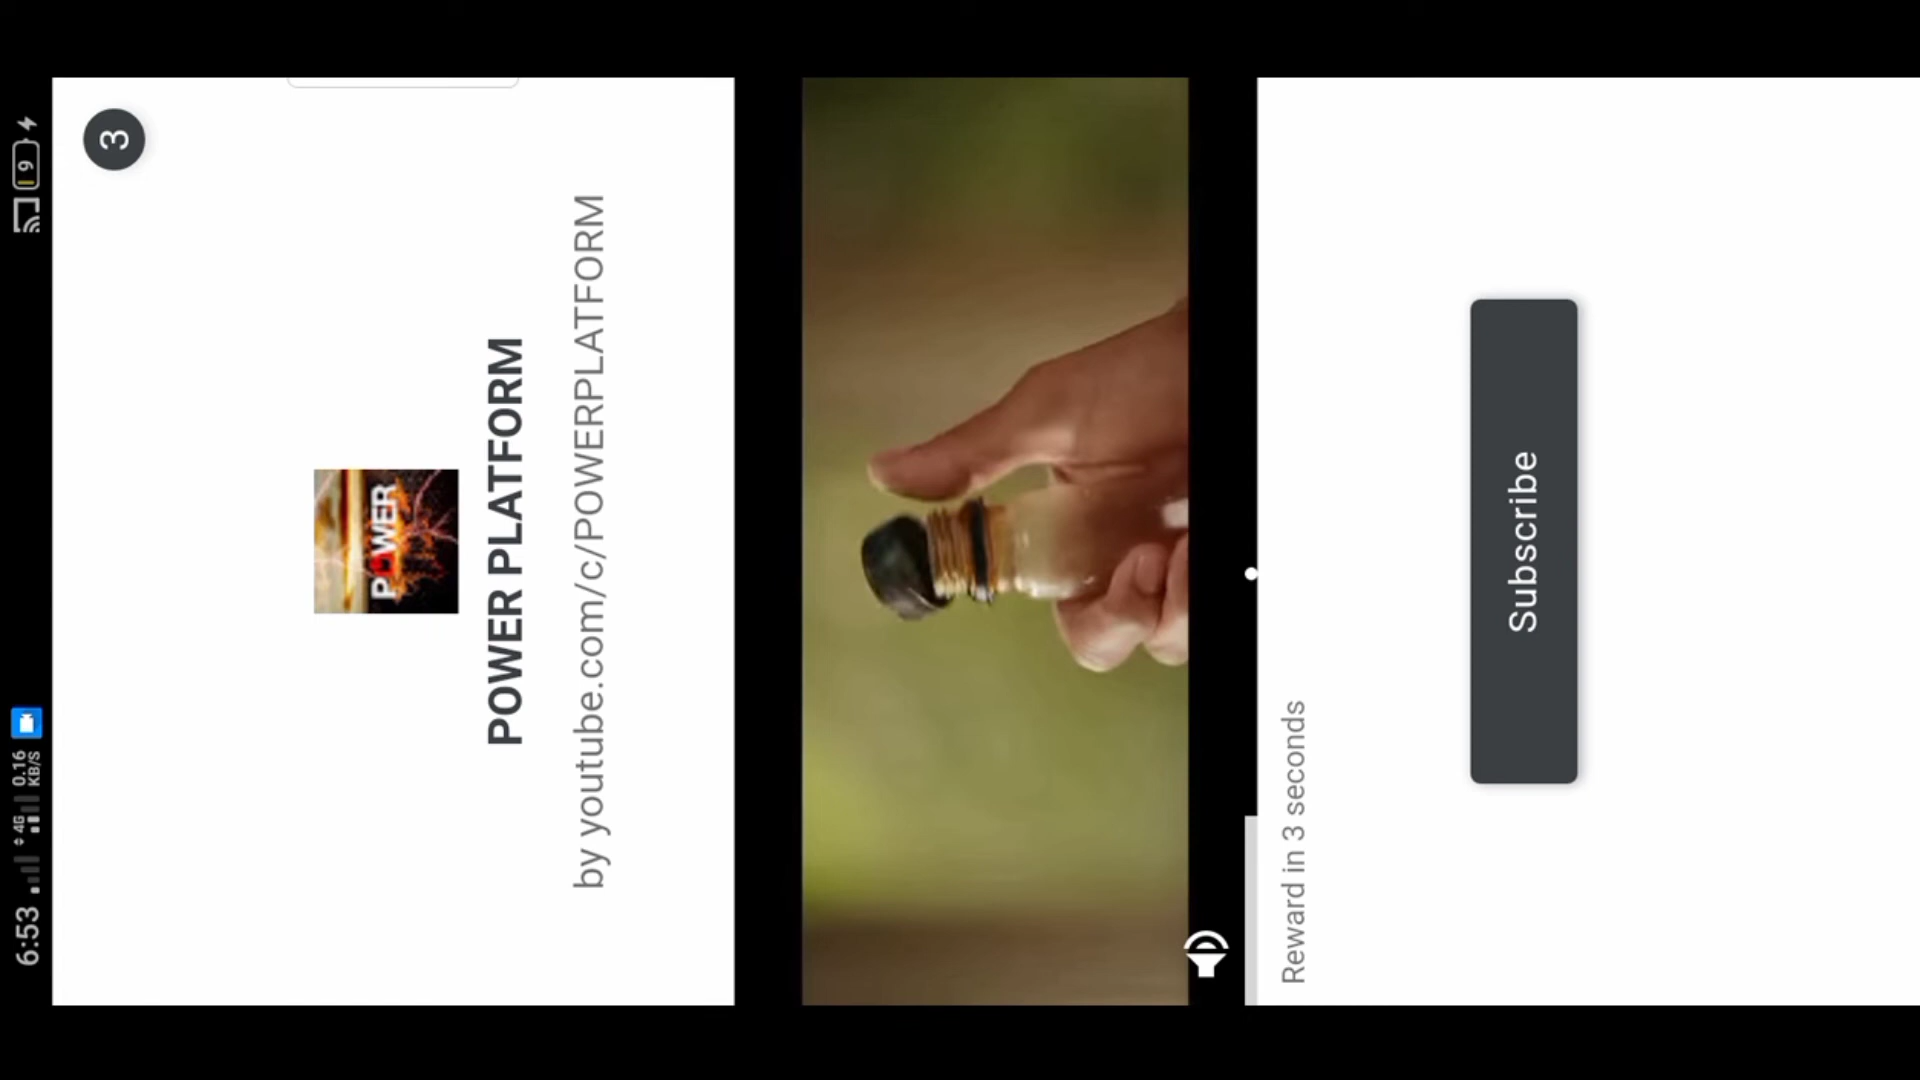 6:53 4G 0.16 KB/S 9
3
POWER
POWER PLATFORM
by youtube.com/c/POWERPLATFORM
Reward in 3 seconds
Subscribe